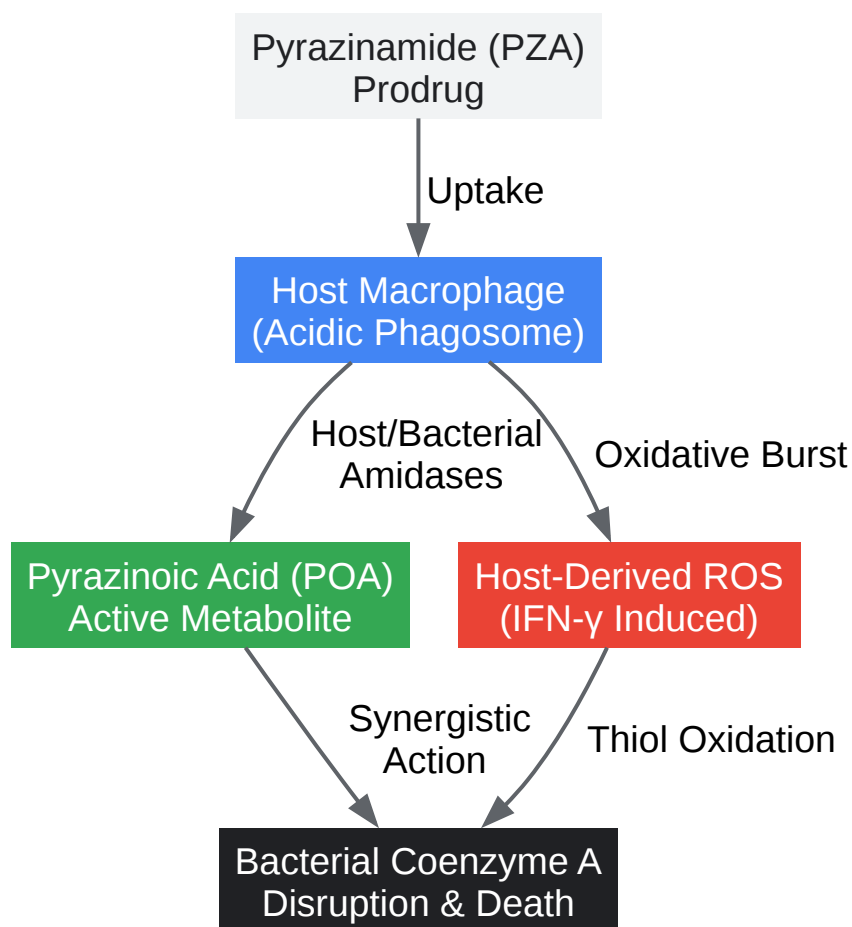 Pyrazinamide (PZA)
Prodrug
Uptake
Host Macrophage
(Acidic Phagosome)
Host/Bacterial
Amidases
Oxidative Burst
Pyrazinoic Acid (POA)
Active Metabolite
Host-Derived ROS
(IFN-γ Induced)
Synergistic
Action
Thiol Oxidation
Bacterial Coenzyme A
Disruption & Death